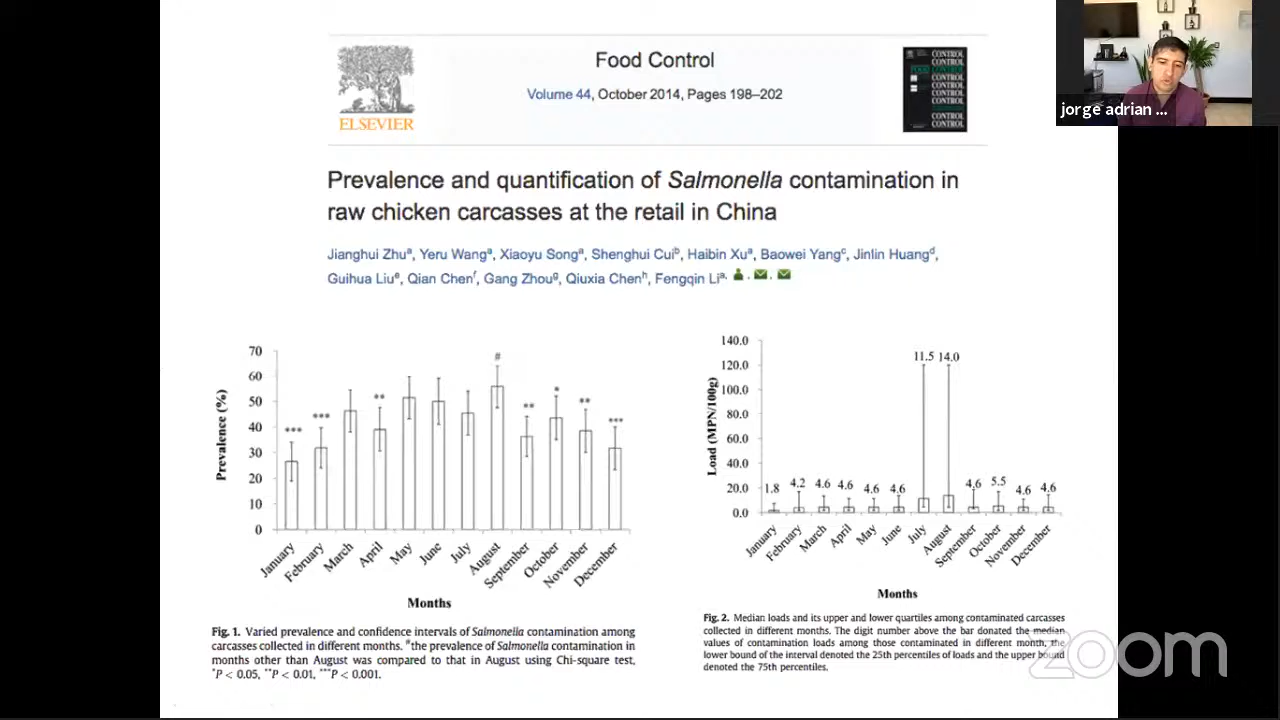 ELSEVIER
Food Control
Volume 44, October 2014, Pages 198–202
CONTROL
CONTROL
CONTROL
CONTROL
CONTROL
CONTROL
CONTROL
CONTROL
jorge adrian ...
Prevalence and quantification of Salmonella contamination in
raw chicken carcasses at the retail in China
Jianghui Zhuᵃ, Yeru Wangᵃ, Xiaoyu Songᵃ, Shenghui Cuiᵇ, Haibin Xuᵃ, Baowei Yangᶜ, Jinlin Huangᵈ,
Guihua Liuᵉ, Qian Chenᶠ, Gang Zhouᵍ, Qiuxia Chenʰ, Fengqin Liᵃ,
Prevalence (%)
70
60
50
40
30
20
10
0
***
***
**
#
**
*
**
***
January
February
March
April
May
June
July
August
September
October
November
December
Months
Fig. 1. Varied prevalence and confidence intervals of Salmonella contamination among
carcasses collected in different months. #the prevalence of Salmonella contamination in
months other than August was compared to that in August using Chi-square test,
*P < 0.05, **P < 0.01, ***P < 0.001.
Load (MPN/100g)
140.0
120.0
100.0
80.0
60.0
40.0
20.0
0.0
1.8
4.2
4.6
4.6
4.6
4.6
11.5
14.0
4.6
5.5
4.6
4.6
January
February
March
April
May
June
July
August
September
October
November
December
Months
Fig. 2. Median loads and its upper and lower quartiles among contaminated carcasses
collected in different months. The digit number above the bar donated the median
values of contamination loads among those contaminated in different month, the
lower bound of the interval denoted the 25th percentiles of loads and the upper bound
denoted the 75th percentiles.
zoom